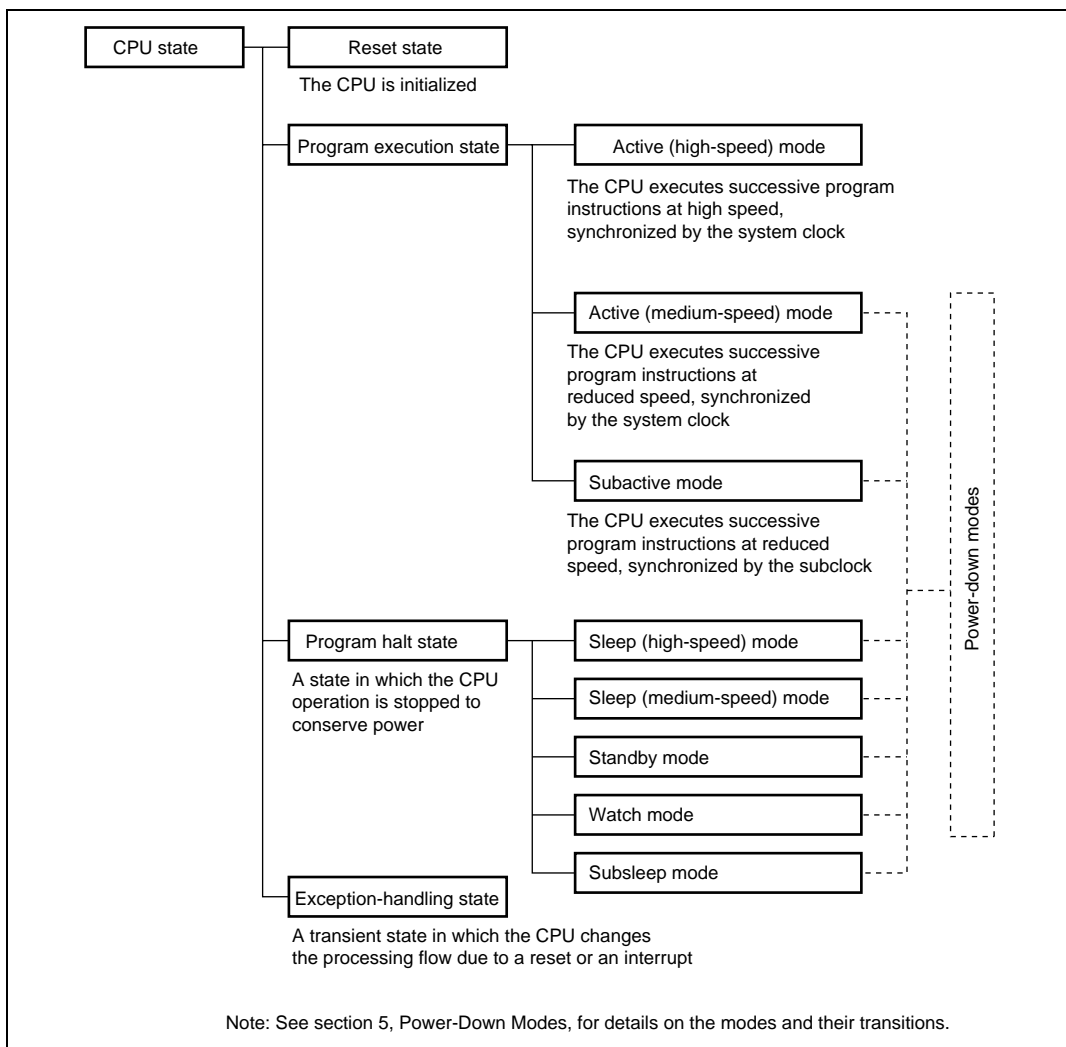 CPU state
Reset state
The CPU is initialized
Program execution state
Active (high-speed) mode
The CPU executes successive program
instructions at high speed,
synchronized by the system clock
Active (medium-speed) mode
The CPU executes successive
program instructions at
reduced speed, synchronized
by the system clock
Subactive mode
The CPU executes successive
program instructions at reduced
speed, synchronized by the subclock
Power-down modes
Program halt state
A state in which the CPU
operation is stopped to
conserve power
Sleep (high-speed) mode
Sleep (medium-speed) mode
Standby mode
Watch mode
Subsleep mode
Exception-handling state
A transient state in which the CPU changes
the processing flow due to a reset or an interrupt
Note: See section 5, Power-Down Modes, for details on the modes and their transitions.